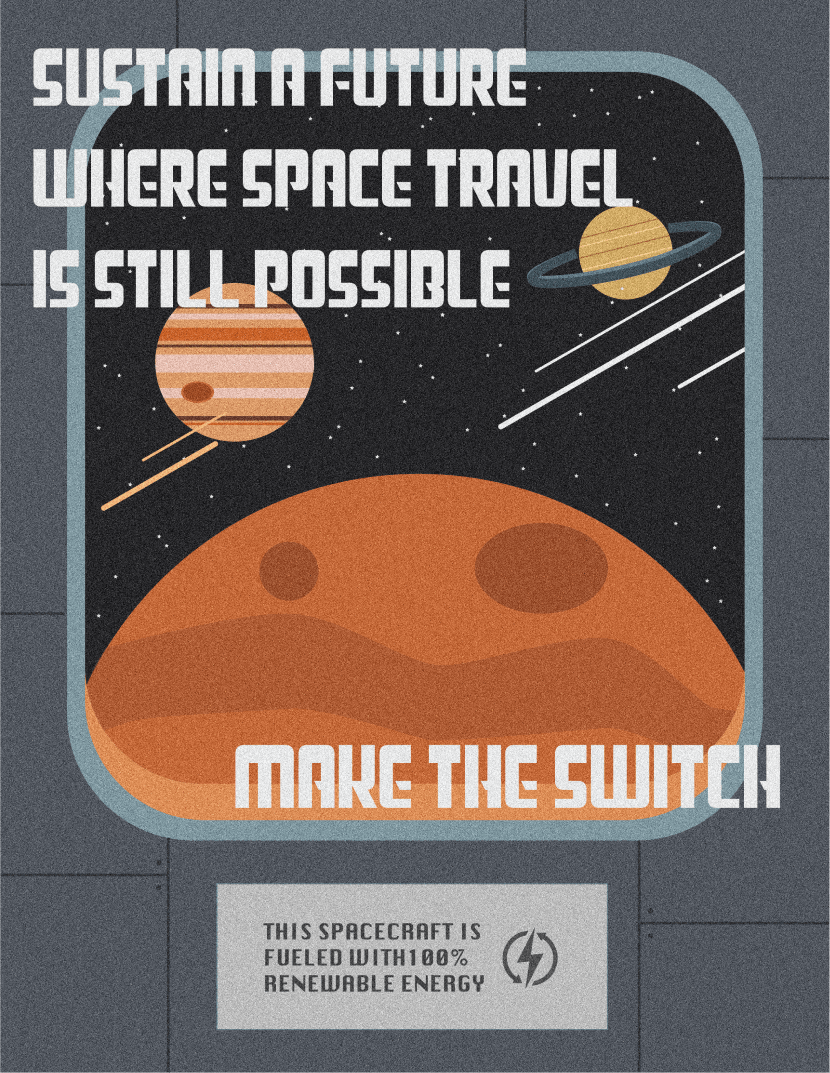 SUSTAIN A FUTURE
WHERE SPACE TRAVEL
IS STILL POSSIBLE
MAKE THE SWITCH
THIS SPACECRAFT IS
FUELED WITH100%
RENEWABLE ENERGY